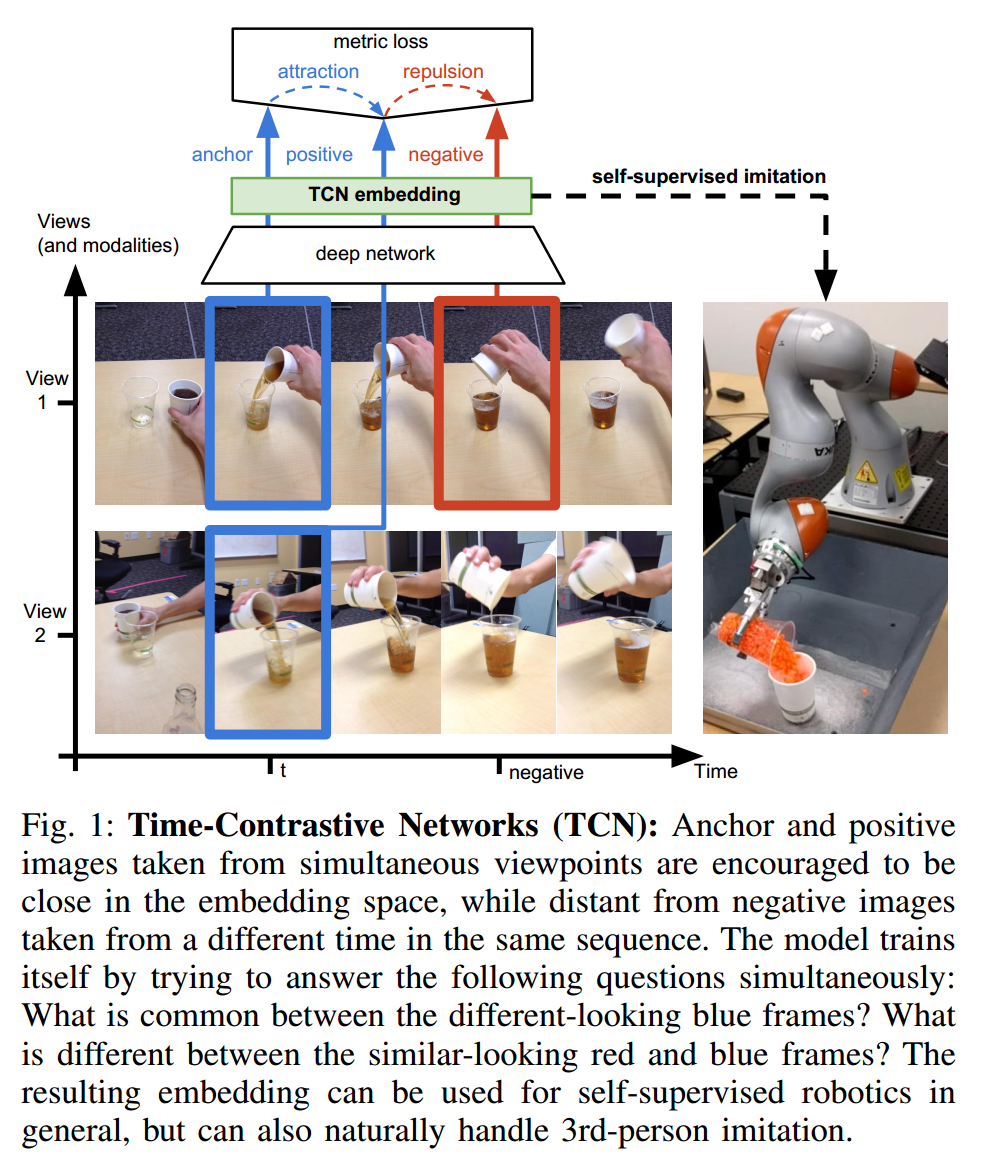 metric loss
attraction repulsion
anchor positive negative
TCN embedding
self-supervised imitation
Views
(and modalities)
deep network
View
1
View
2
t
negative
Time
Fig. 1: Time-Contrastive Networks (TCN): Anchor and positive
images taken from simultaneous viewpoints are encouraged to be
close in the embedding space, while distant from negative images
taken from a different time in the same sequence. The model trains
itself by trying to answer the following questions simultaneously:
What is common between the different-looking blue frames? What
is different between the similar-looking red and blue frames? The
resulting embedding can be used for self-supervised robotics in
general, but can also naturally handle 3rd-person imitation.